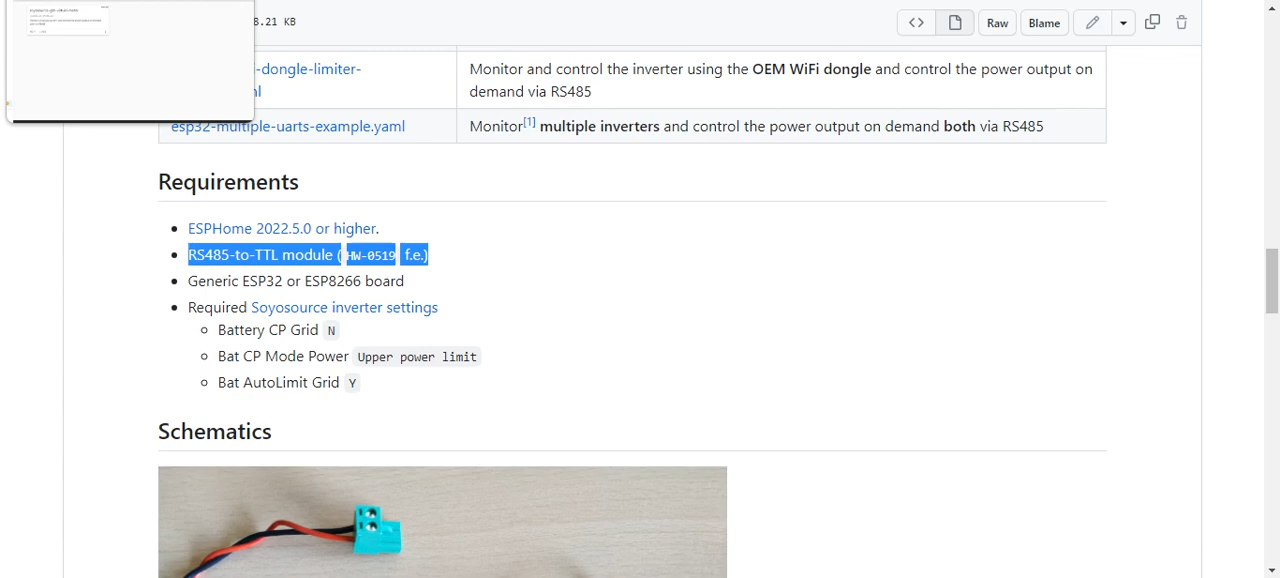 8.21 KB
Raw
Blame
-dongle-limiter-
Monitor and control the inverter using the OEM WiFi dongle and control the power output on
demand via RS485
esp32-multiple-uarts-example.yaml
Monitor[1] multiple inverters and control the power output on demand both via RS485
Requirements
ESPHome 2022.5.0 or higher.
RS485-to-TTL module ( HW-0519 f.e.)
Generic ESP32 or ESP8266 board
Required Soyosource inverter settings
Battery CP Grid N
Bat CP Mode Power Upper power limit
Bat AutoLimit Grid Y
Schematics